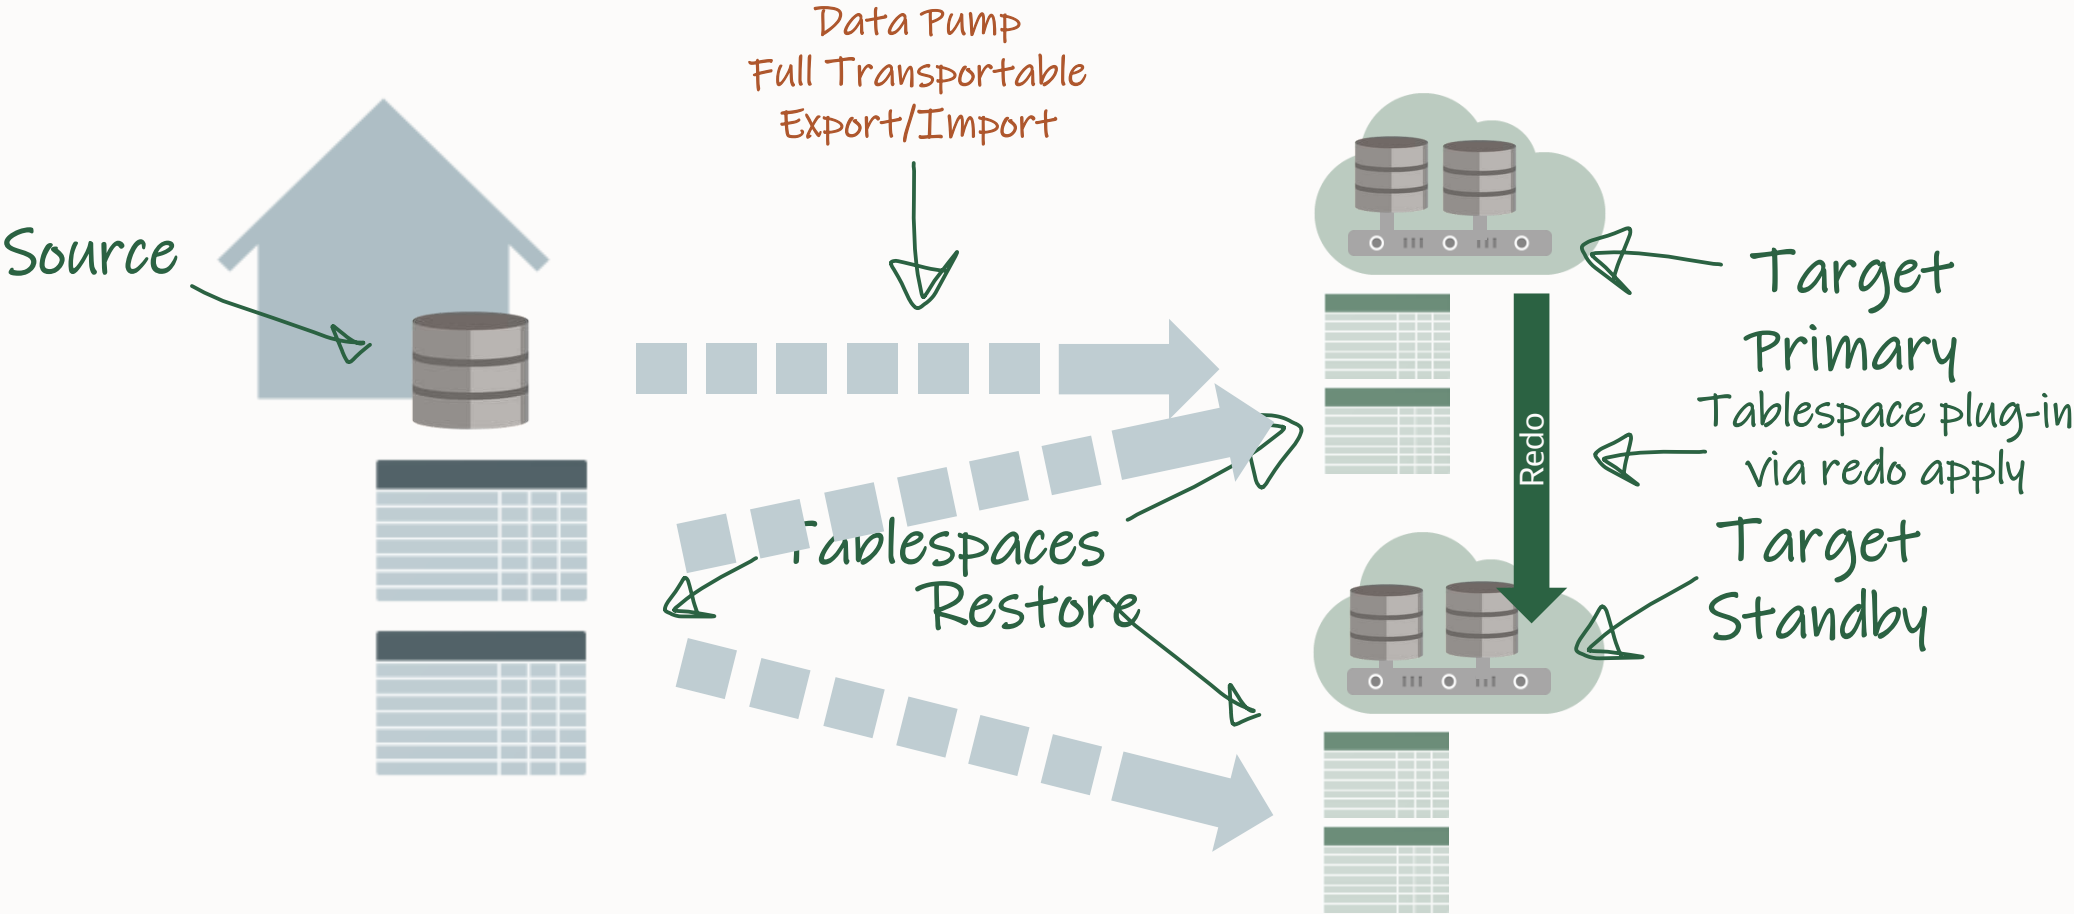 Data Pump
Full Transportable
Export/Import
Source
Target
Primary
Tablespace plug-in
via redo apply
Redo
Tablespaces
Restore
Target
Standby